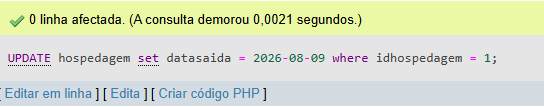 0 linha afectada. (A consulta demorou 0,0021 segundos.)
UPDATE hospedagem set datasaida = 2026-08-09 where idhospedagem = 1;
[ Editar em linha ] [ Edita ] [ Criar código PHP ]